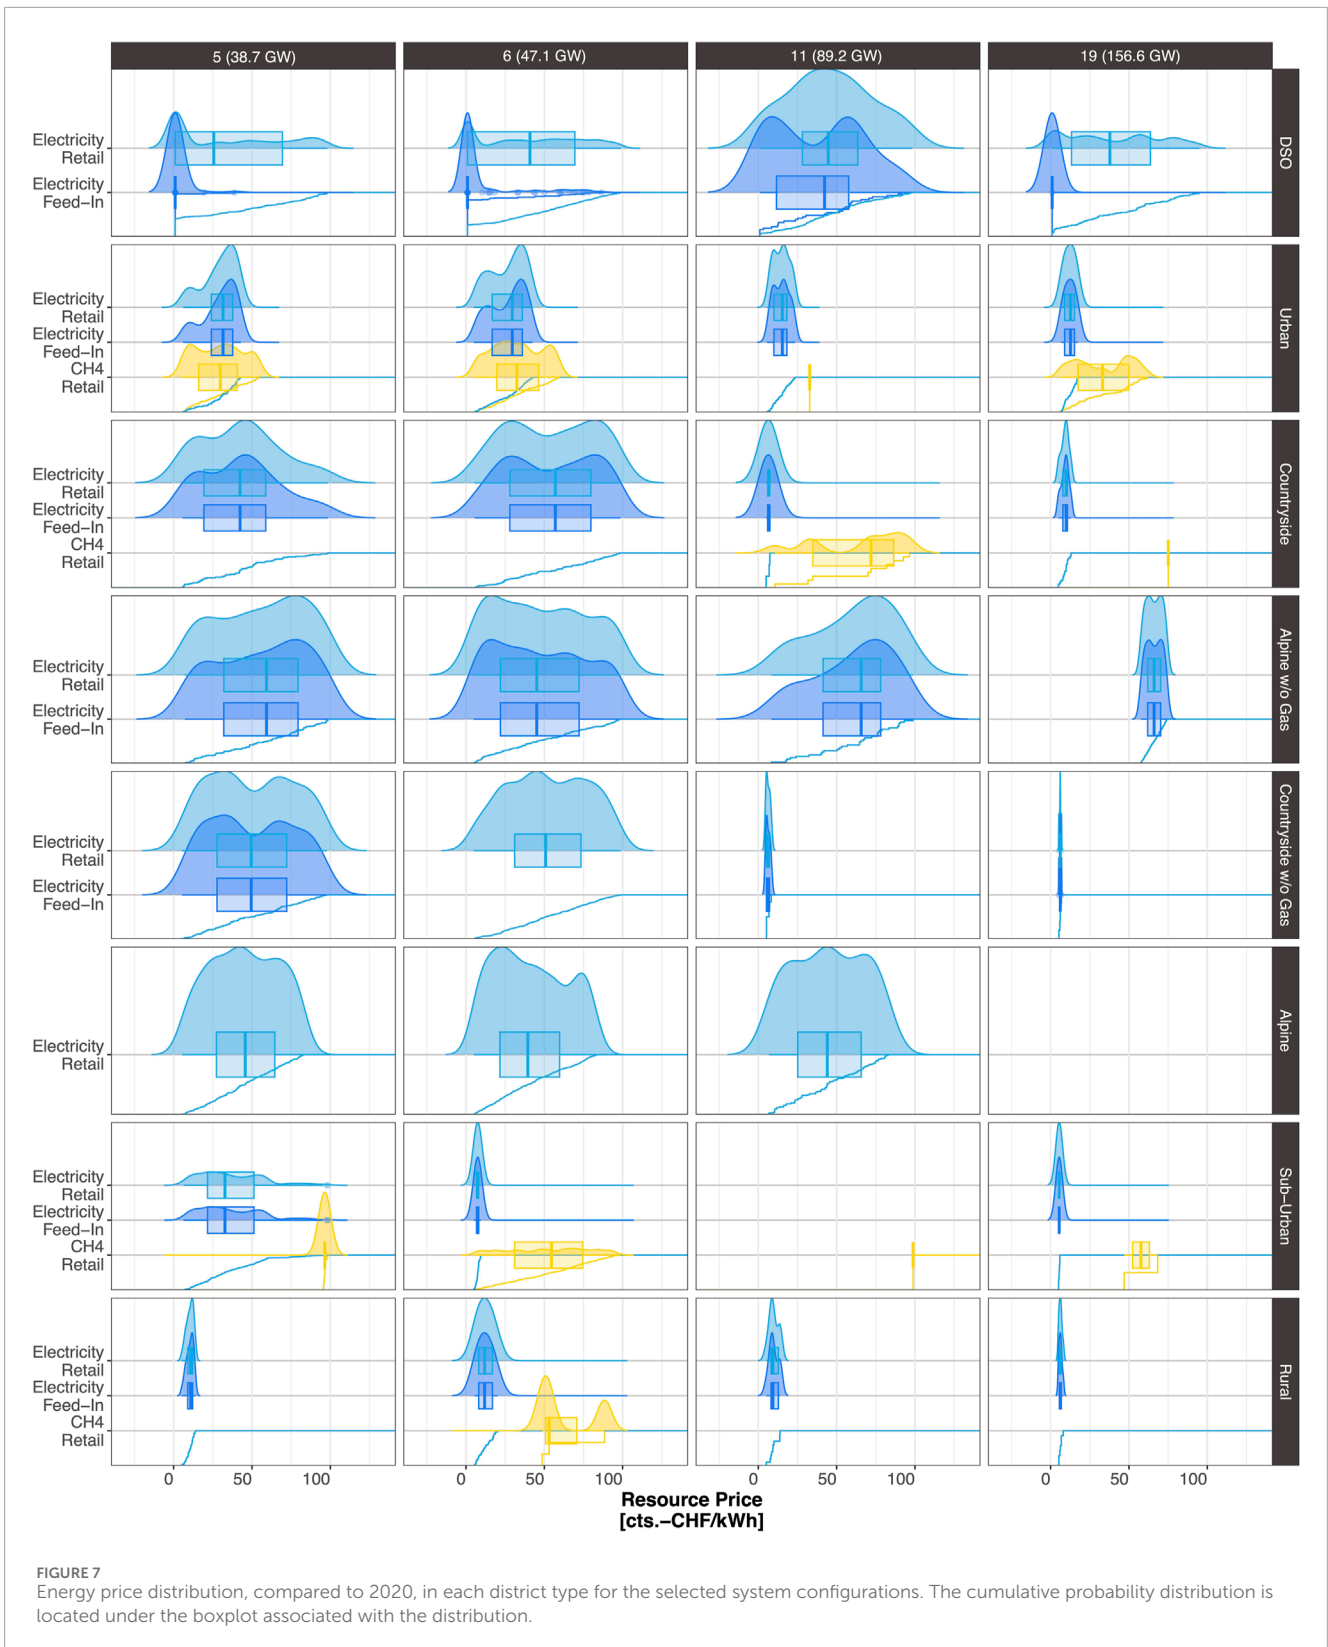 5 (38.7 GW)
6 (47.1 GW)
11 (89.2 GW)
19 (156.6 GW)
Electricity
Retail
Electricity
Feed−In
DSO
Electricity
Retail
Electricity
Feed−In
CH4
Retail
Urban
Electricity
Retail
Electricity
Feed−In
CH4
Retail
Countryside
Electricity
Retail
Electricity
Feed−In
Alpine w/o Gas
Electricity
Retail
Electricity
Feed−In
Countryside w/o Gas
Electricity
Retail
Alpine
Electricity
Retail
Electricity
Feed−In
CH4
Retail
Sub−Urban
Electricity
Retail
Electricity
Feed−In
CH4
Retail
Rural
0 50 100 0 50 100 0 50 100 0 50 100
Resource Price
[cts.−CHF/kWh]
FIGURE 7
Energy price distribution, compared to 2020, in each district type for the selected system configurations. The cumulative probability distribution is
located under the boxplot associated with the distribution.